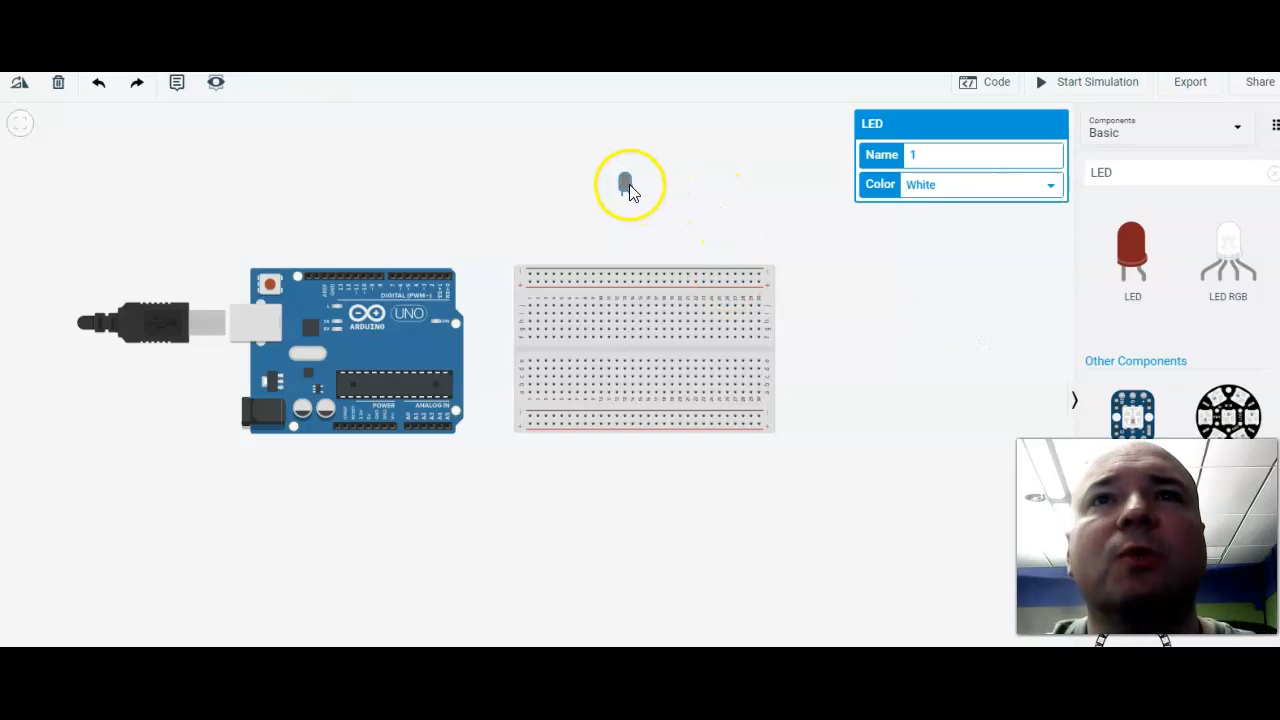 Code
Start Simulation
Export
Share
LED
Name 1
Color White
Components
Basic
LED
LED
LED RGB
Other Components
DIGITAL (PWM~)
UNO
ARDUINO
POWER
ANALOG IN